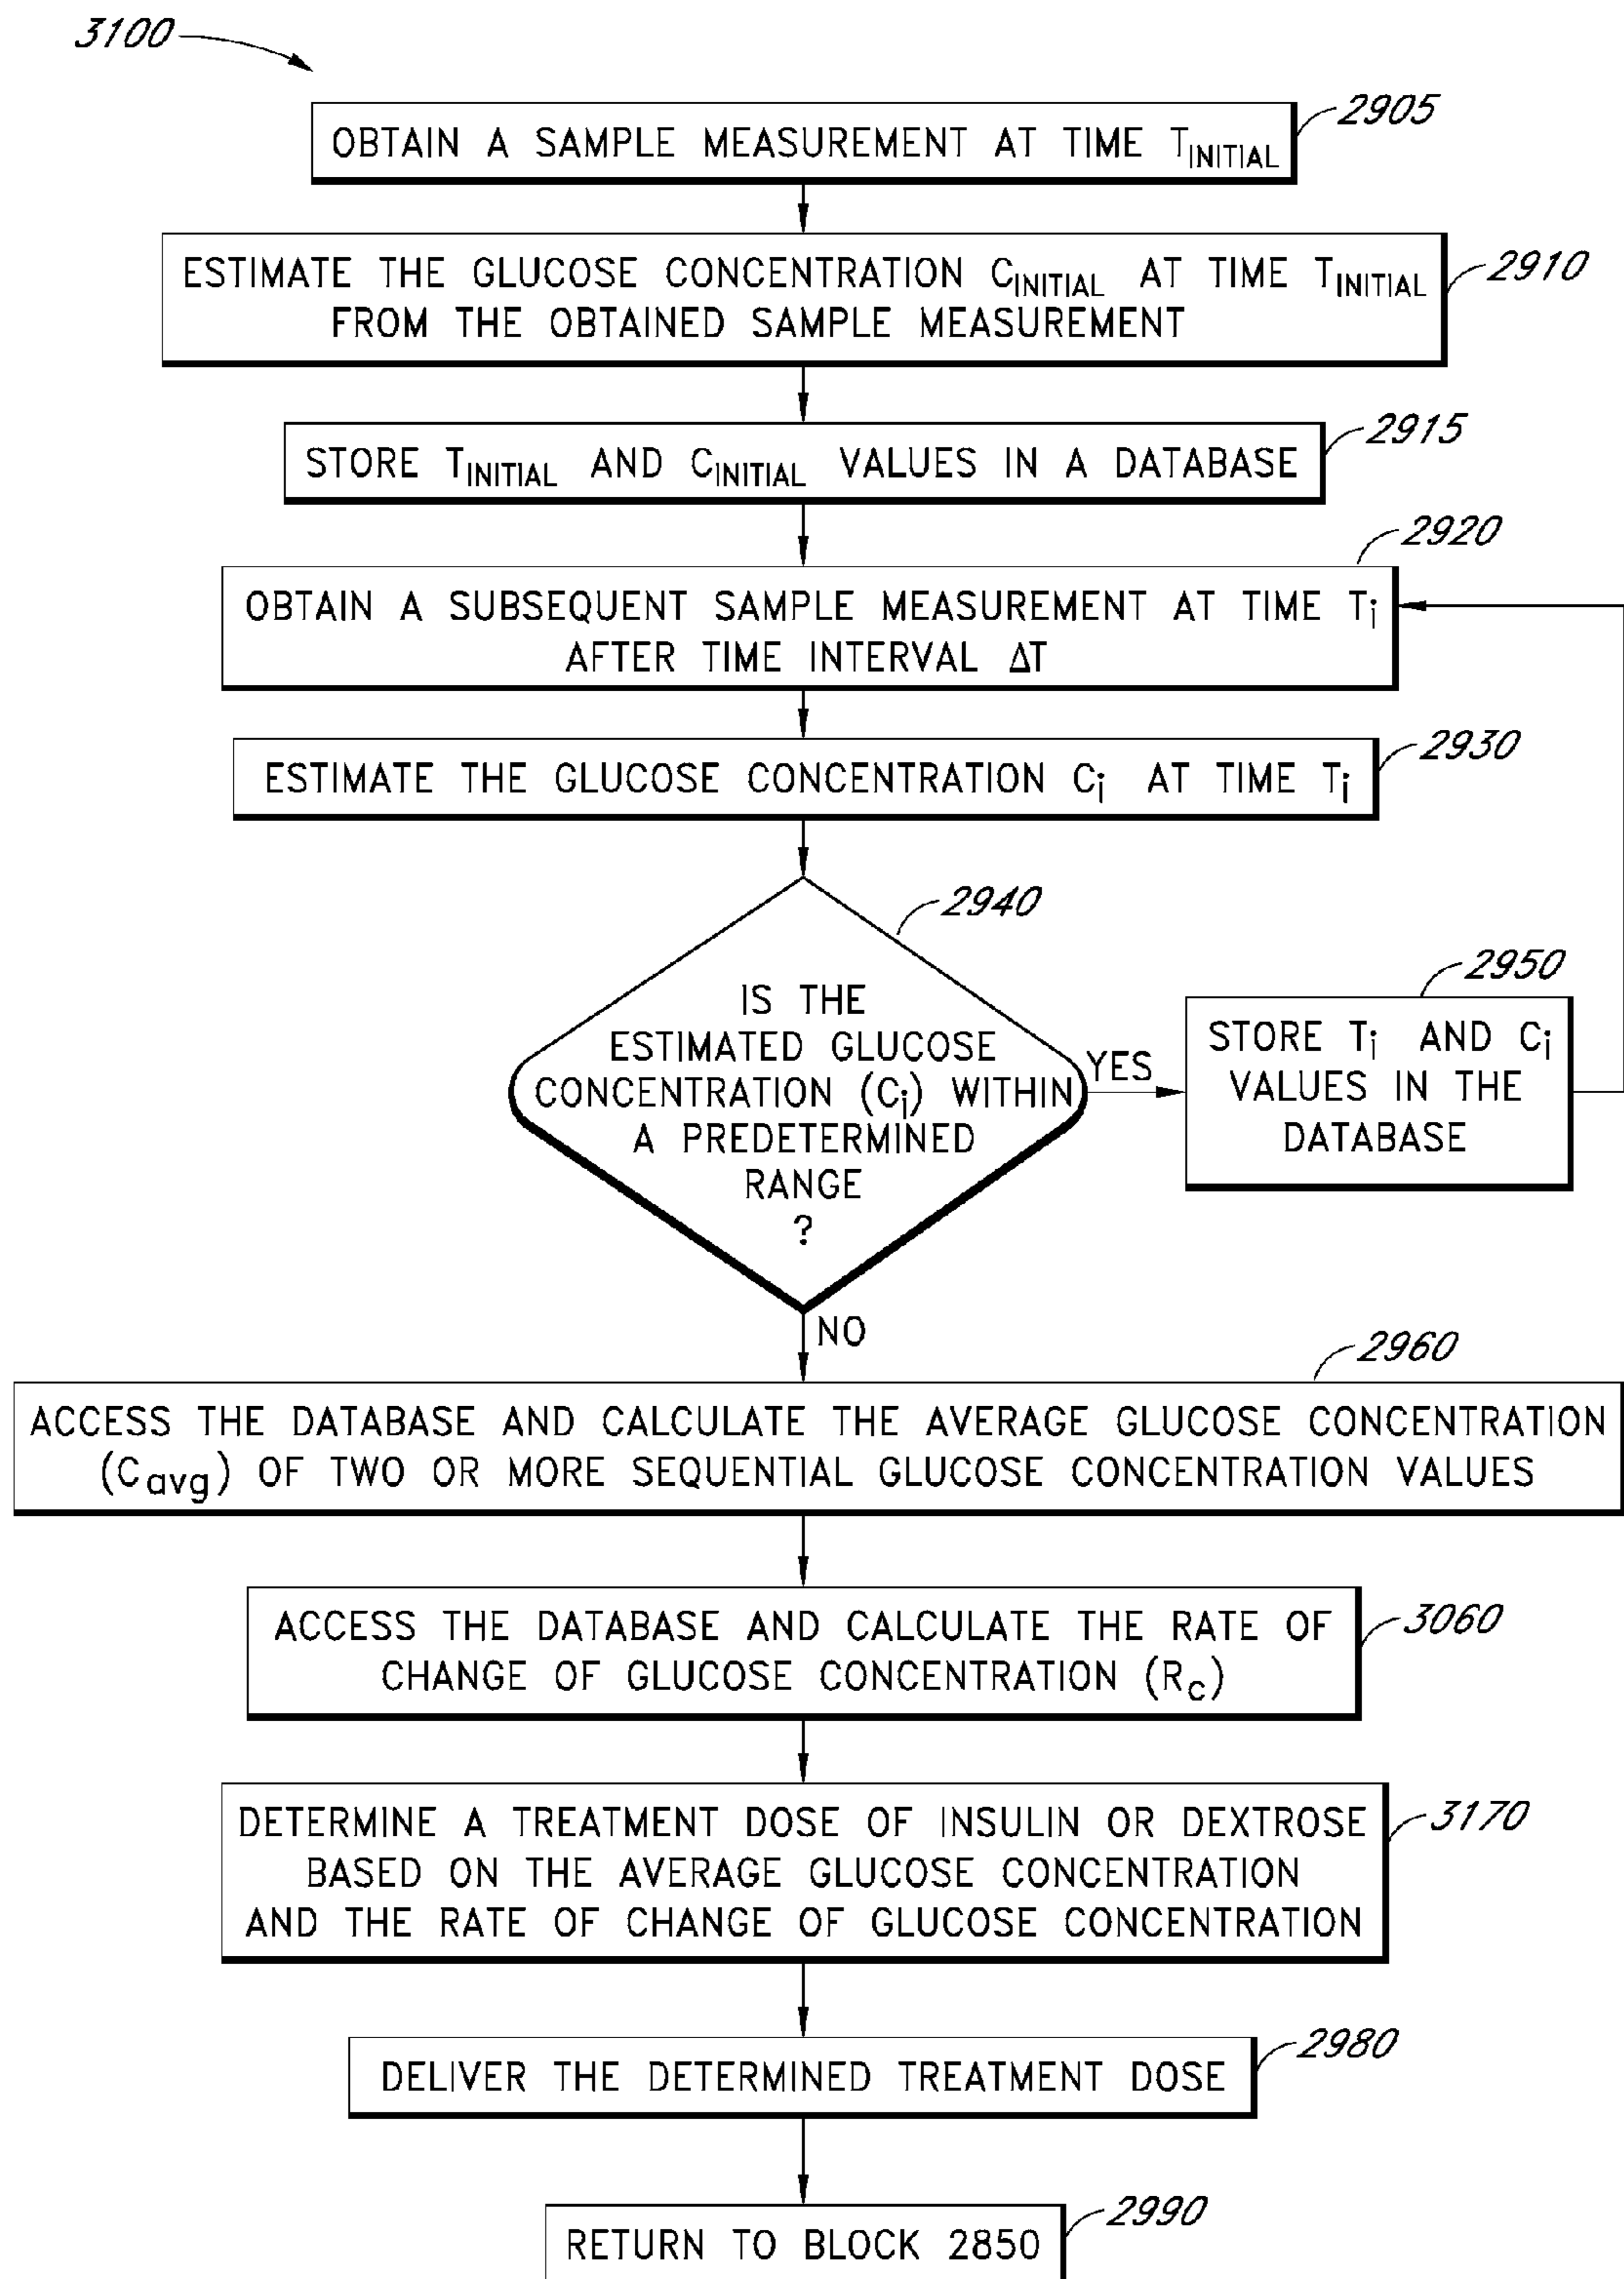 3100
2905
OBTAIN A SAMPLE MEASUREMENT AT TIME TINITIAL
2910
ESTIMATE THE GLUCOSE CONCENTRATION CINITIAL AT TIME TINITIAL
FROM THE OBTAINED SAMPLE MEASUREMENT
2915
STORE TINITIAL AND CINITIAL VALUES IN A DATABASE
2920
OBTAIN A SUBSEQUENT SAMPLE MEASUREMENT AT TIME Ti
AFTER TIME INTERVAL ΔT
2930
ESTIMATE THE GLUCOSE CONCENTRATION Ci AT TIME Ti
2940
IS THE
ESTIMATED GLUCOSE
CONCENTRATION (Ci) WITHIN
A PREDETERMINED
RANGE
?
YES
2950
STORE Ti AND Ci
VALUES IN THE
DATABASE
NO
2960
ACCESS THE DATABASE AND CALCULATE THE AVERAGE GLUCOSE CONCENTRATION
(Cavg) OF TWO OR MORE SEQUENTIAL GLUCOSE CONCENTRATION VALUES
3060
ACCESS THE DATABASE AND CALCULATE THE RATE OF
CHANGE OF GLUCOSE CONCENTRATION (Rc)
3170
DETERMINE A TREATMENT DOSE OF INSULIN OR DEXTROSE
BASED ON THE AVERAGE GLUCOSE CONCENTRATION
AND THE RATE OF CHANGE OF GLUCOSE CONCENTRATION
2980
DELIVER THE DETERMINED TREATMENT DOSE
2990
RETURN TO BLOCK 2850